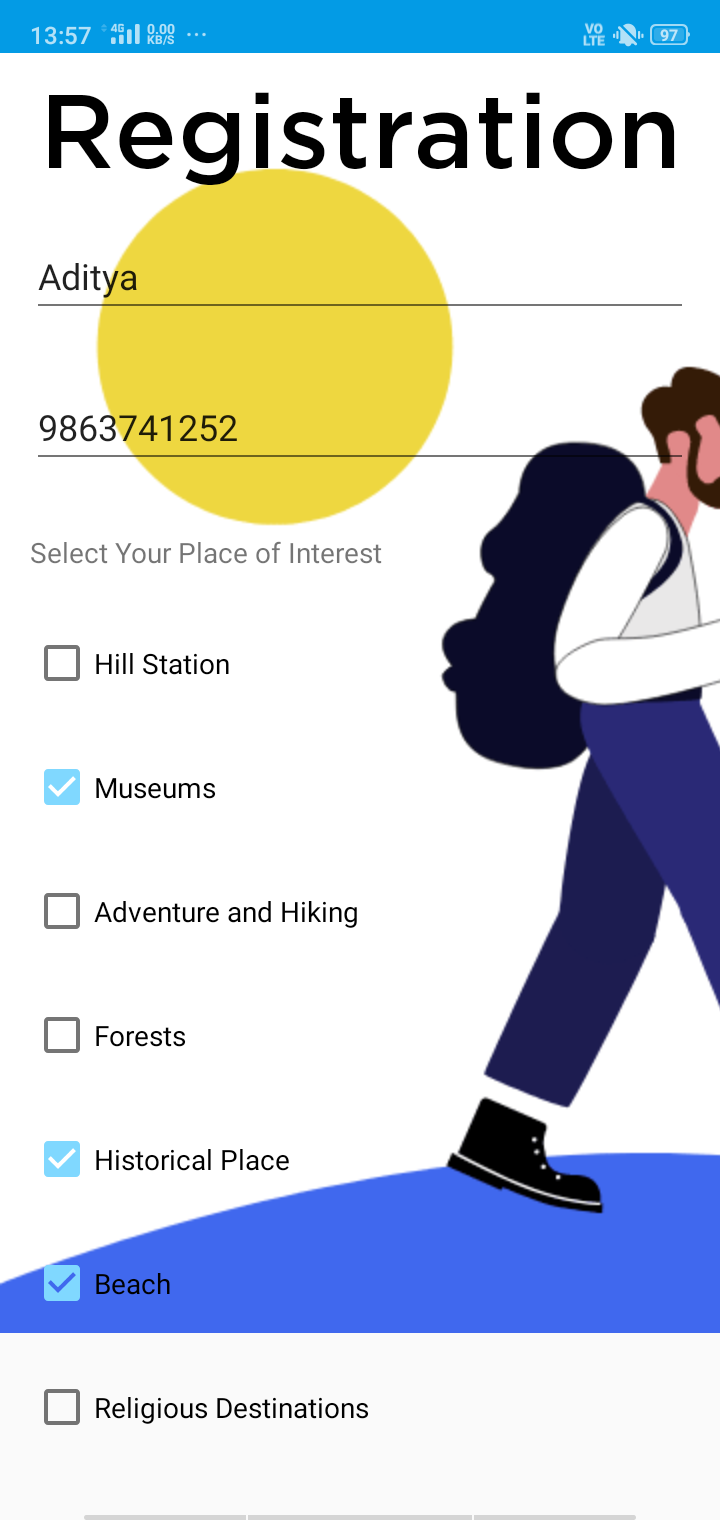 13:57 4G 0.00 KB/S ... VO LTE 97
Registration
Aditya
9863741252
Select Your Place of Interest
Hill Station
Museums
Adventure and Hiking
Forests
Historical Place
Beach
Religious Destinations